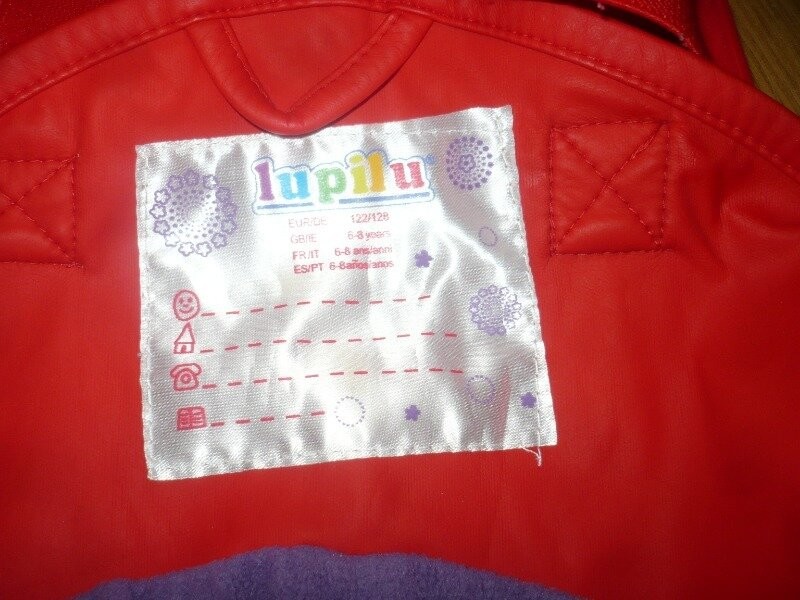 lupilu®
EUR/DE 122/128
GB/IE 6-8 years
FR/IT 6-8 ans/anni
ES/PT 6-8 años/anos